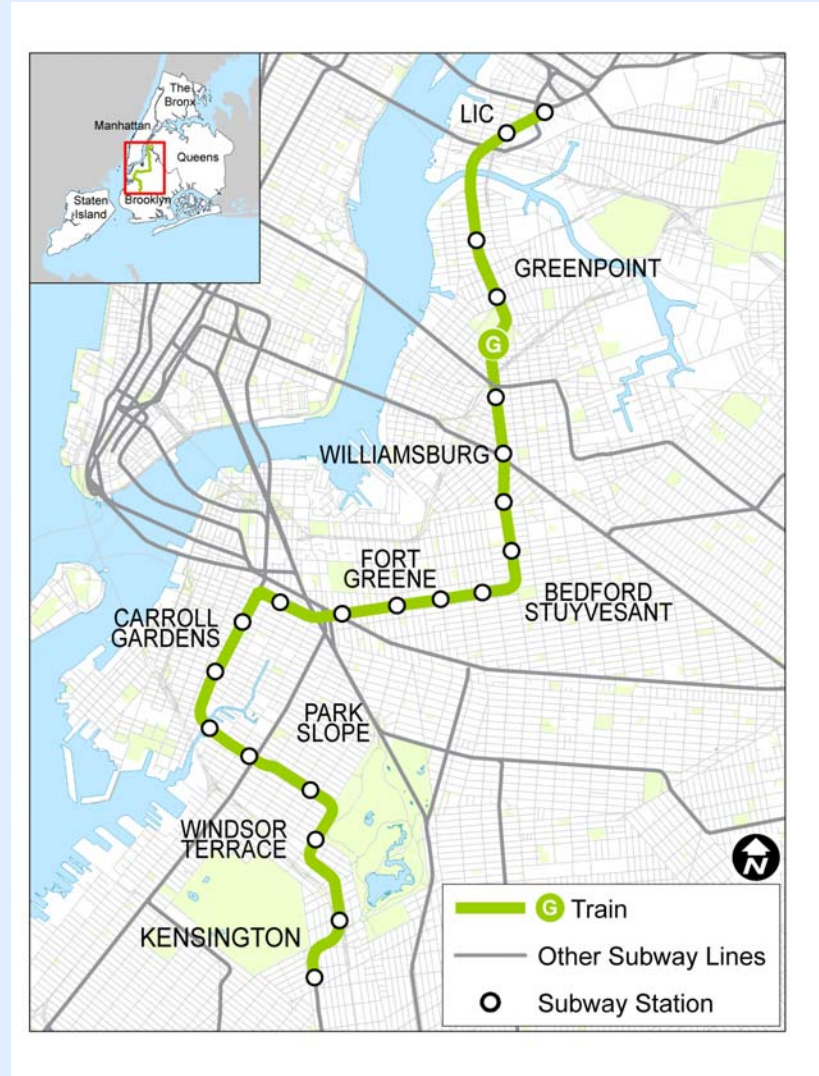 The
Bronx
Manhattan
Queens
Staten
Island
Brooklyn
LIC
GREENPOINT
G
WILLIAMSBURG
FORT
GREENE
BEDFORD
STUYVESANT
CARROLL
GARDENS
PARK
SLOPE
WINDSOR
TERRACE
KENSINGTON
N
G Train
Other Subway Lines
Subway Station